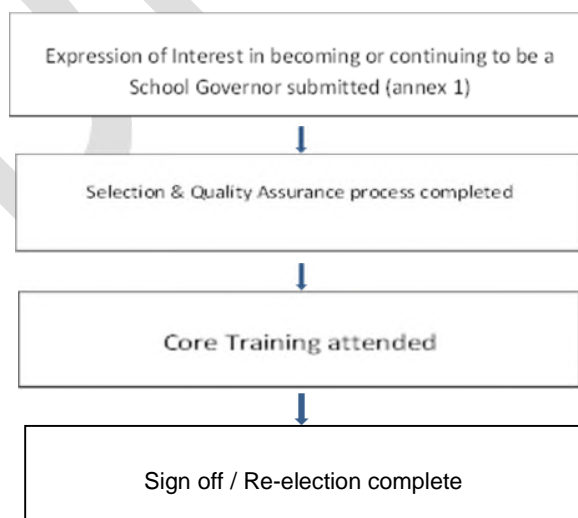 Expression of Interest in becoming or continuing to be a
School Governor submitted (annex 1)
Selection & Quality Assurance process completed
Core Training attended
Sign off / Re-election complete